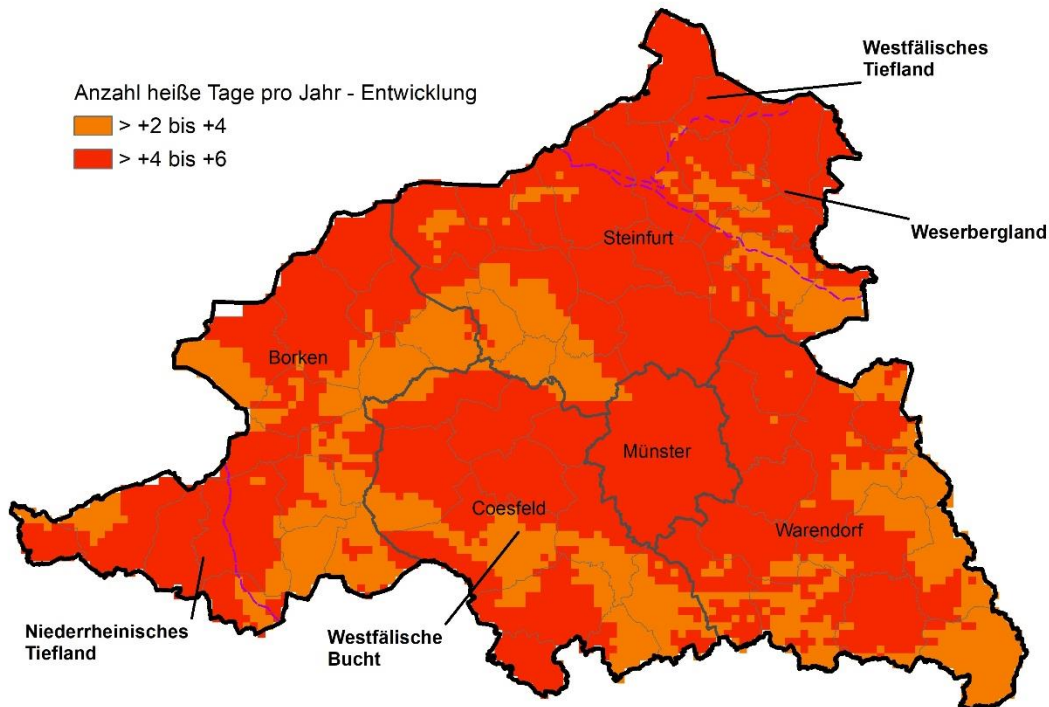 Westfälisches
Tiefland
Anzahl heiße Tage pro Jahr - Entwicklung
> +2 bis +4
> +4 bis +6
Weserbergland
Steinfurt
Borken
Münster
Coesfeld
Warendorf
Niederrheinisches
Tiefland
Westfälische
Bucht